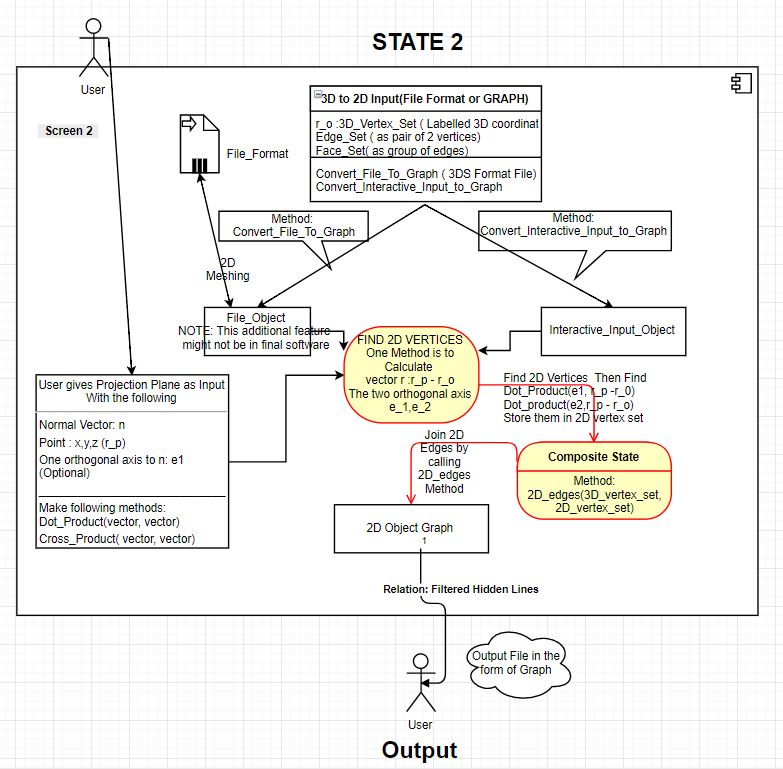 STATE 2
User
Screen 2
File_Format
3D to 2D Input(File Format or GRAPH)
r_o :3D_Vertex_Set ( Labelled 3D coordinat
Edge_Set ( as pair of 2 vertices)
Face_Set( as group of edges)
Convert_File_To_Graph ( 3DS Format File)
Convert_Interactive_Input_to_Graph
Method:
Convert_File_To_Graph
Method:
Convert_Interactive_Input_to_Graph
2D
Meshing
File_Object
NOTE: This additional feature
might not be in final software
Interactive_Input_Object
FIND 2D VERTICES
One Method is to
Calculate
vector r :r_p - r_o
The two orthogonal axis
e_1,e_2
User gives Projection Plane as Input
With the following
Normal Vector: n
Point : x,y,z (r_p)
One orthogonal axis to n: e1
(Optional)
Make following methods:
Dot_Product(vector, vector)
Cross_Product( vector, vector)
Find 2D Vertices Then Find
Dot_Product(e1, r_p -r_0)
Dot_product(e2,r_p - r_o)
Store them in 2D vertex set
Join 2D
Edges by
calling
2D_edges
Method
Composite State
Method:
2D_edges(3D_vertex_set,
2D_vertex_set)
2D Object Graph
1
Relation: Filtered Hidden Lines
Output File in the
form of Graph
User
Output